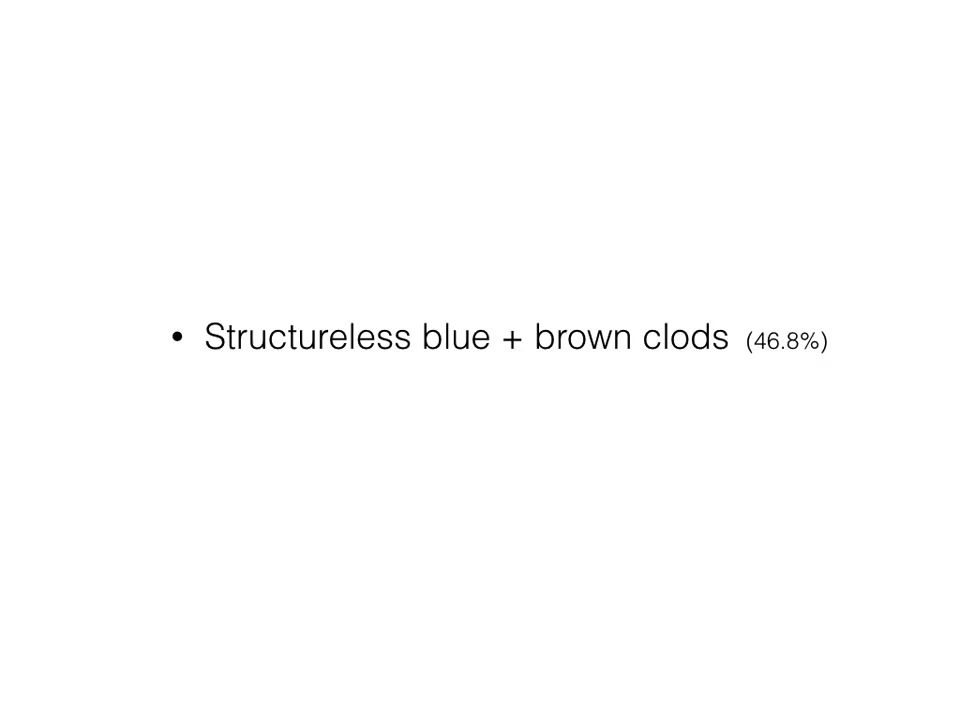 • Structureless blue + brown clods (46.8%)